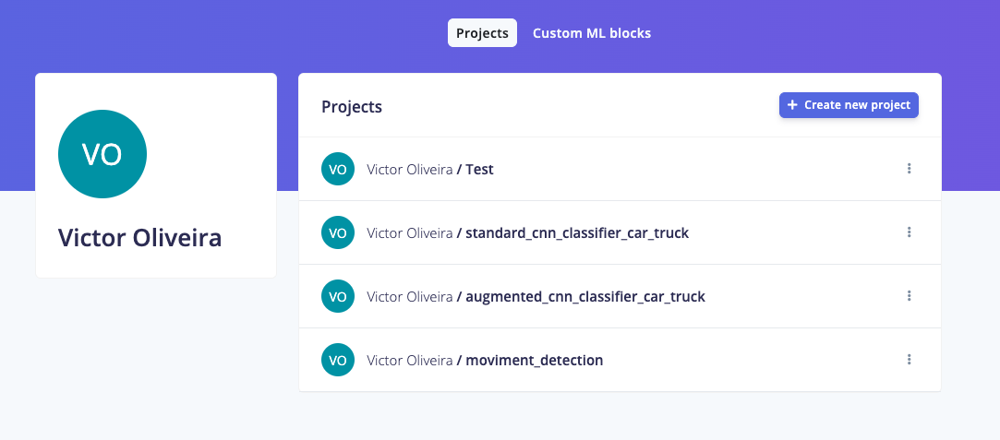 Projects
Custom ML blocks
VO
Victor Oliveira
Projects
+ Create new project
VO Victor Oliveira / Test
VO Victor Oliveira / standard_cnn_classifier_car_truck
VO Victor Oliveira / augmented_cnn_classifier_car_truck
VO Victor Oliveira / moviment_detection